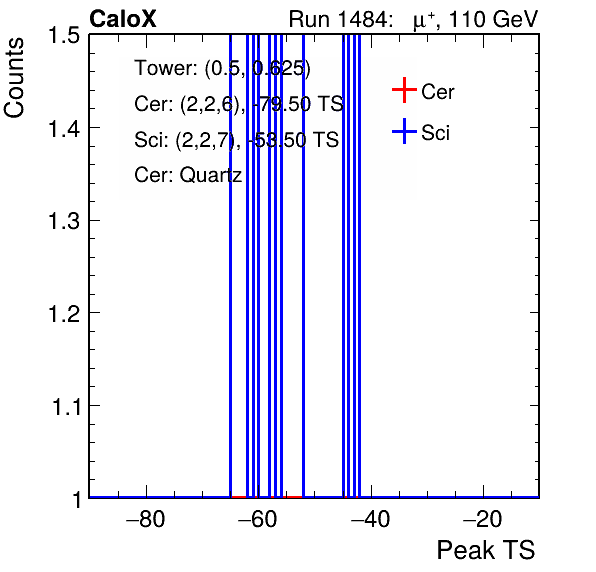 CaloX Run 1484: μ⁺, 110 GeV
Counts
1.5
1.4
1.3
1.2
1.1
1
Tower: (0.5, 0.625)
Cer: (2,2,6), -79.50 TS
Sci: (2,2,7), -53.50 TS
Cer: Quartz
Cer
Sci
−80 −60 −40 −20
Peak TS